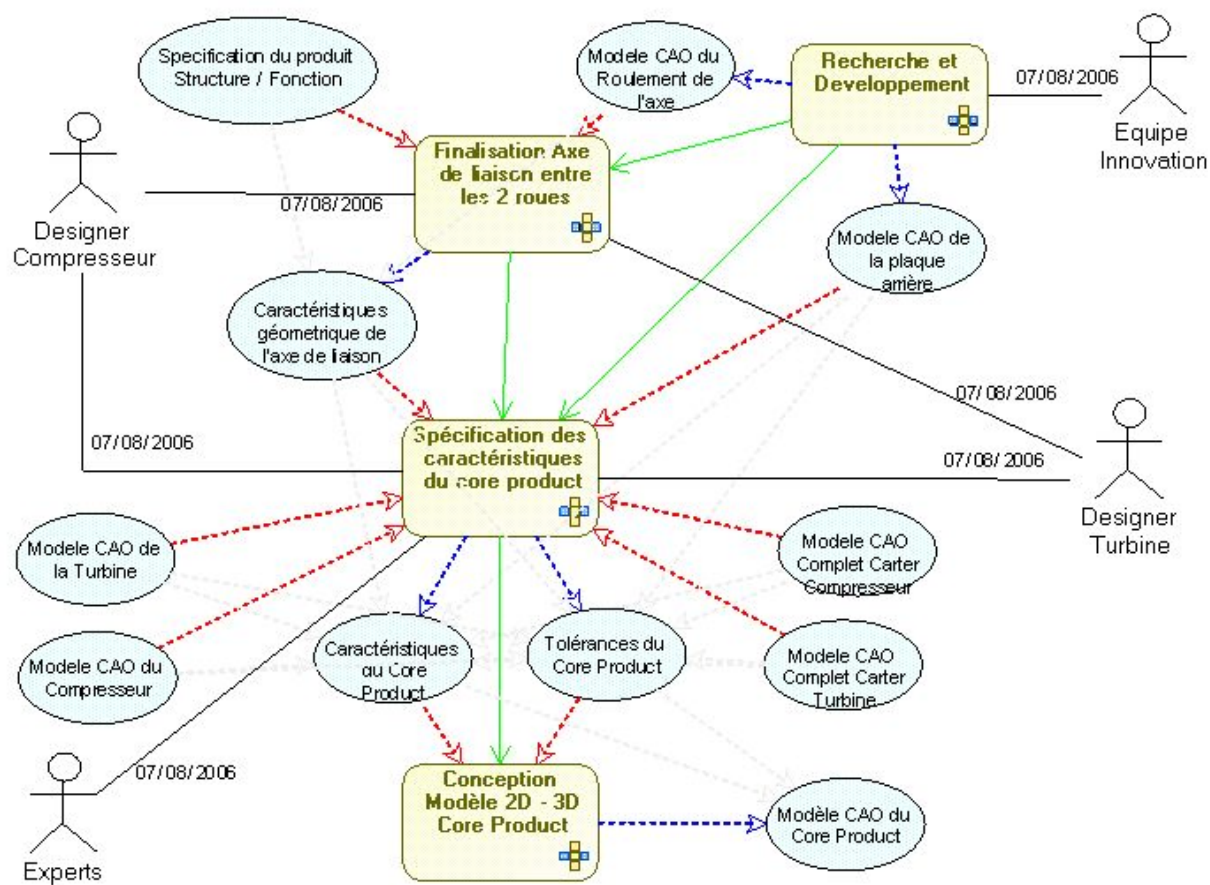 Specification du produit
Structure / Fonction
Modele CAO du
Roulement de
l'axe
Recherche et
Developpement
07/08/2006
Equipe
Innovation
Finalisation Axe
de liaison entre
les 2 roues
07/08/2006
Designer
Compresseur
Modele CAO de
la plaque
arrière
Caractéristiques
géometrique de
l'axe de liaison
07/08/2006
07/08/2006
Spécification des
caractéristiques
du core product
07/08/2006
Designer
Turbine
Modele CAO de
la Turbine
Modele CAO
Complet Carter
Compresseur
Modele CAO du
Compresseur
Caractéristiques
du Core
Product
Tolérances du
Core Product
Modele CAO
Complet Carter
Turbine
07/08/2006
Experts
Conception
Modèle 2D - 3D
Core Product
Modèle CAO du
Core Product